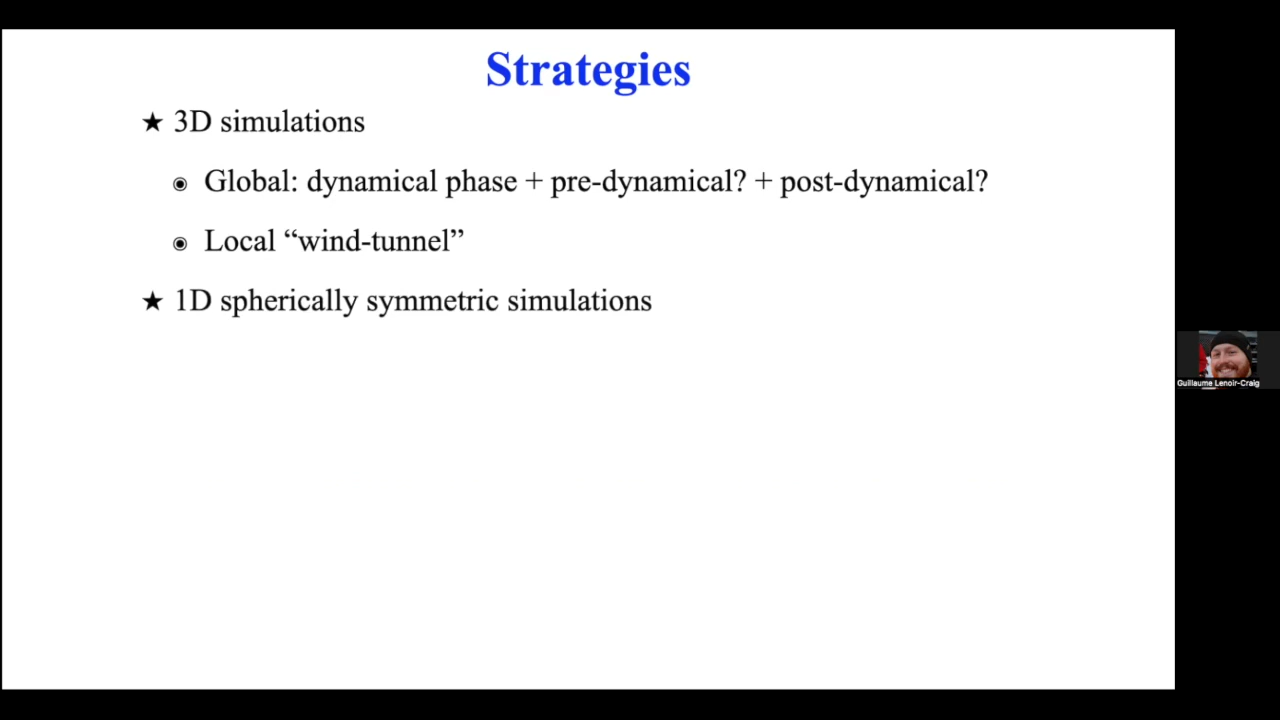 Strategies
★ 3D simulations
◉ Global: dynamical phase + pre-dynamical? + post-dynamical?
◉ Local “wind-tunnel”
★ 1D spherically symmetric simulations
Guillaume Lenoir-Craig